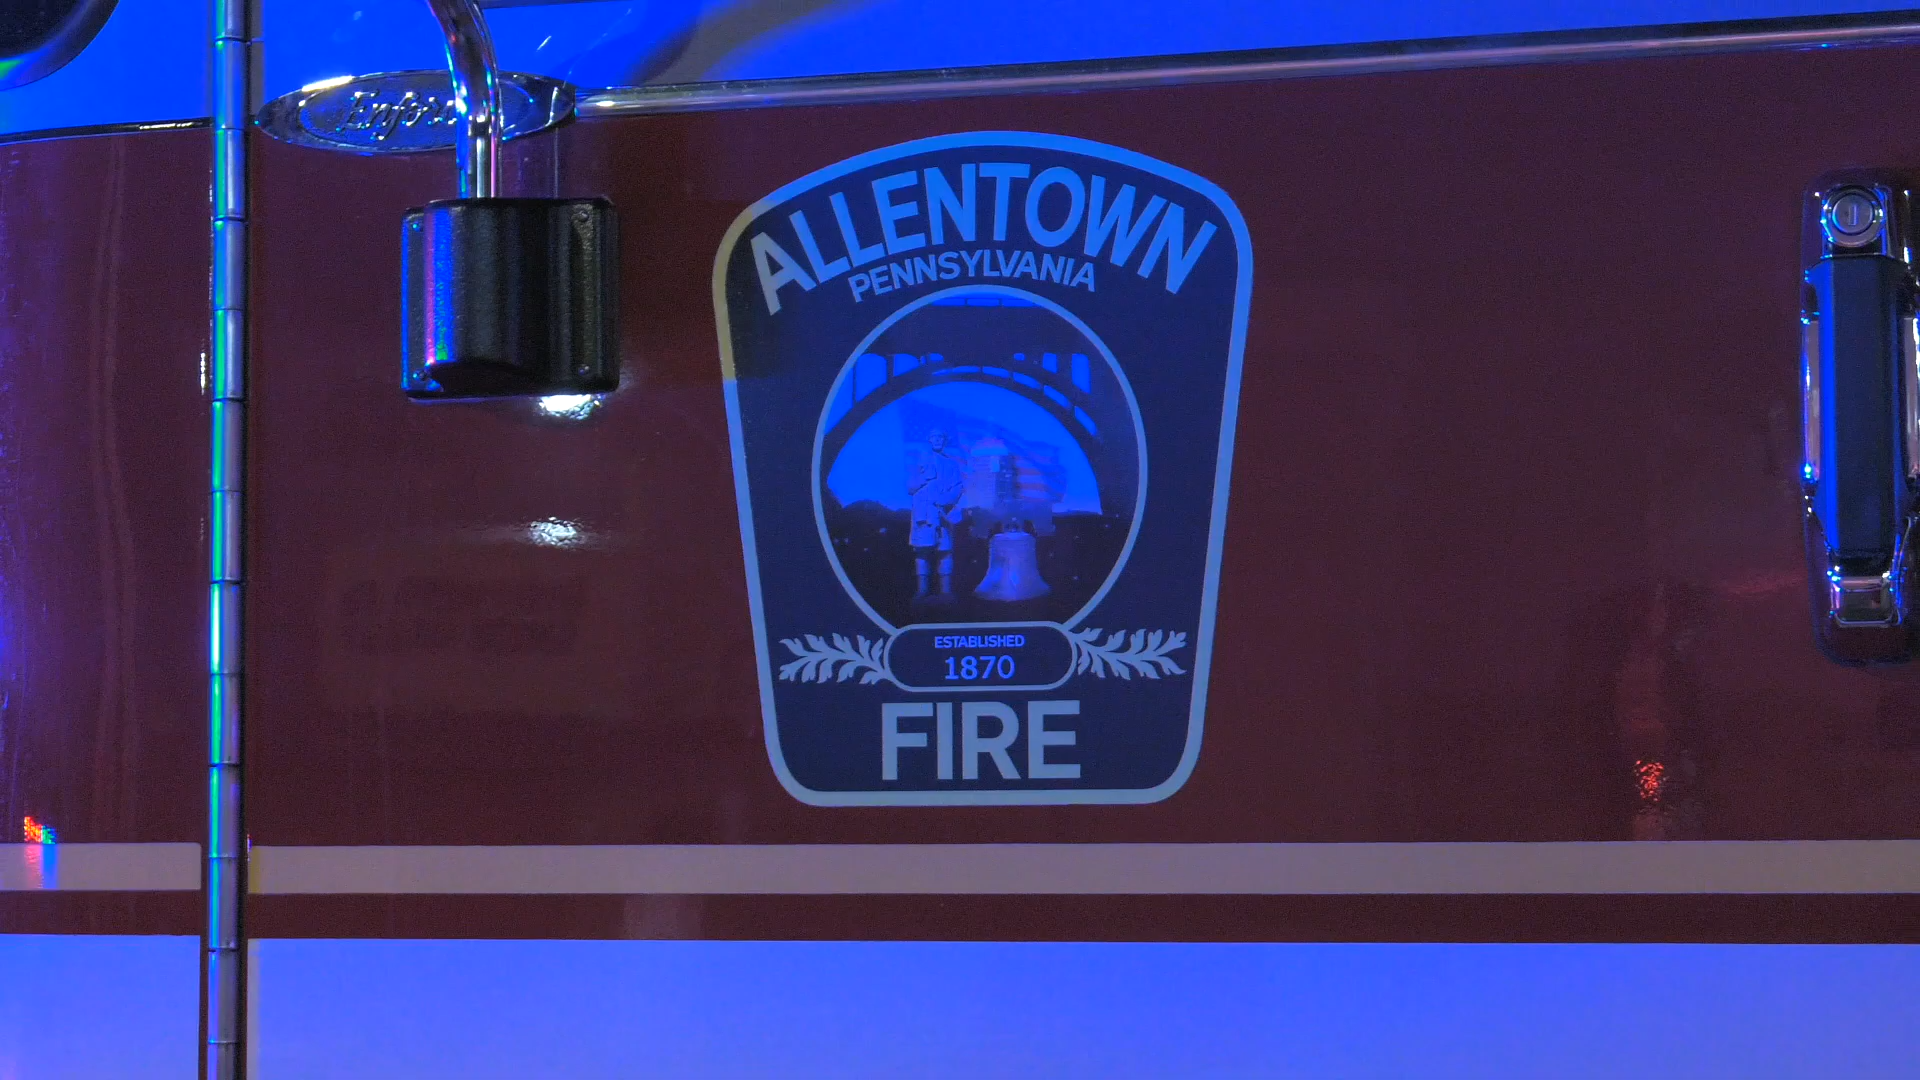 ALLENTOWN
PENNSYLVANIA
ESTABLISHED
1870
FIRE